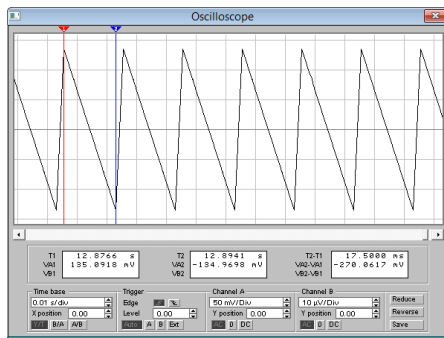 Oscilloscope
1 2
T1 12.8766 s T2 12.8941 s T2-T1 17.5000 ms
VA1 135.0918 mV VA2 -134.9698 mV VA2-VA1 -270.0617 mV
VB1 VB2 VB2-VB1
Time base Trigger Channel A Channel B
0.01 s/div Edge 50 mV/Div 10 µV/Div Reduce
X position 0.00 Level 0.00 Y position 0.00 Y position 0.00 Reverse
Y/T B/A A/B Auto A B Ext AC 0 DC AC 0 DC Save